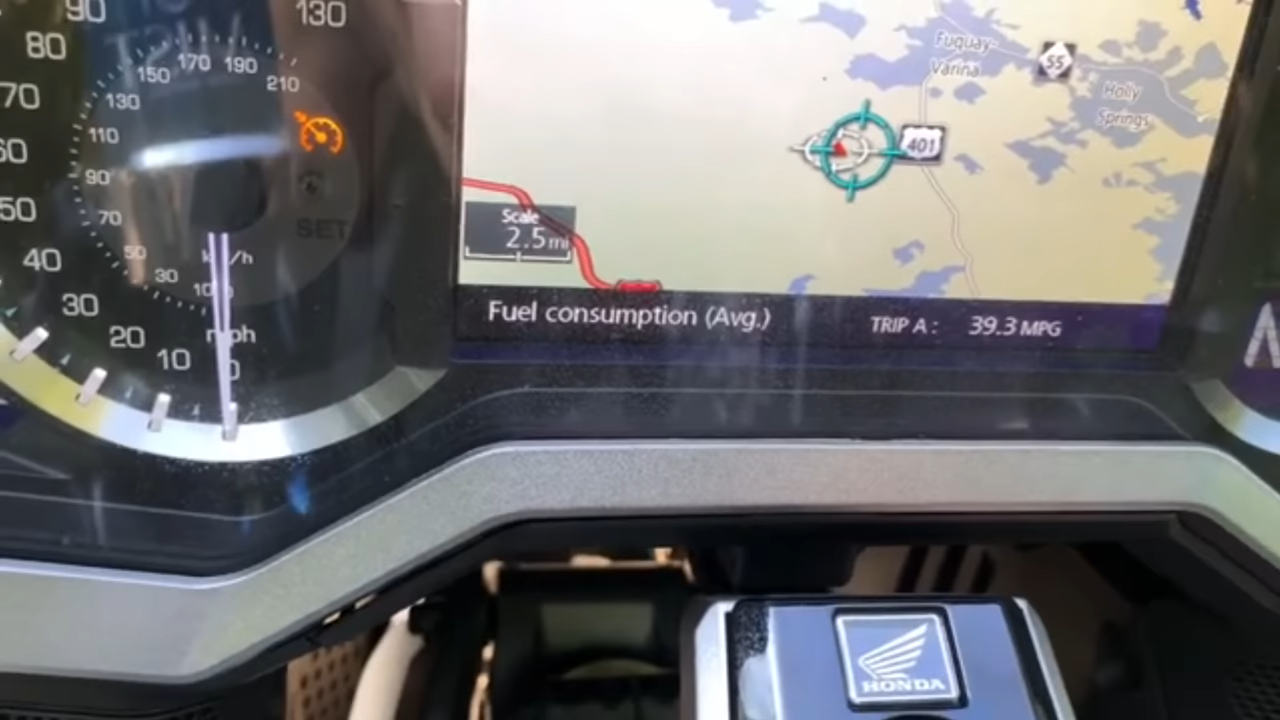 90
80
70
60
50
40
30
20
10
0
130
210
190
170
150
130
110
90
70
50
30
10
km/h
mph
SET
Fuquay-
Varina
55
Holly
Springs
401
Scale
2.5mi
Fuel consumption (Avg.)
TRIP A : 39.3 MPG
HONDA